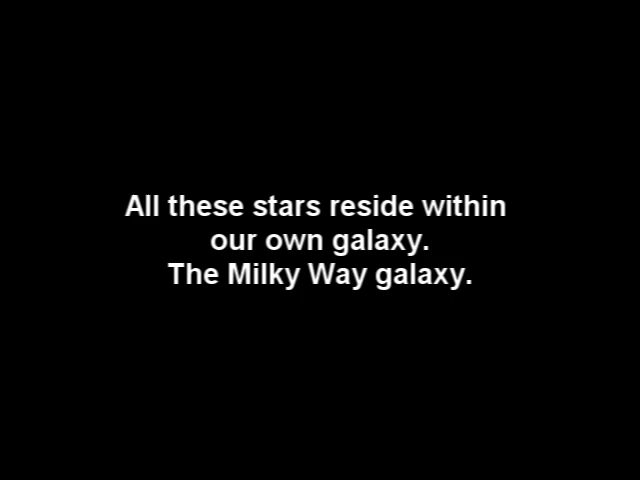 All these stars reside within
our own galaxy.
The Milky Way galaxy.